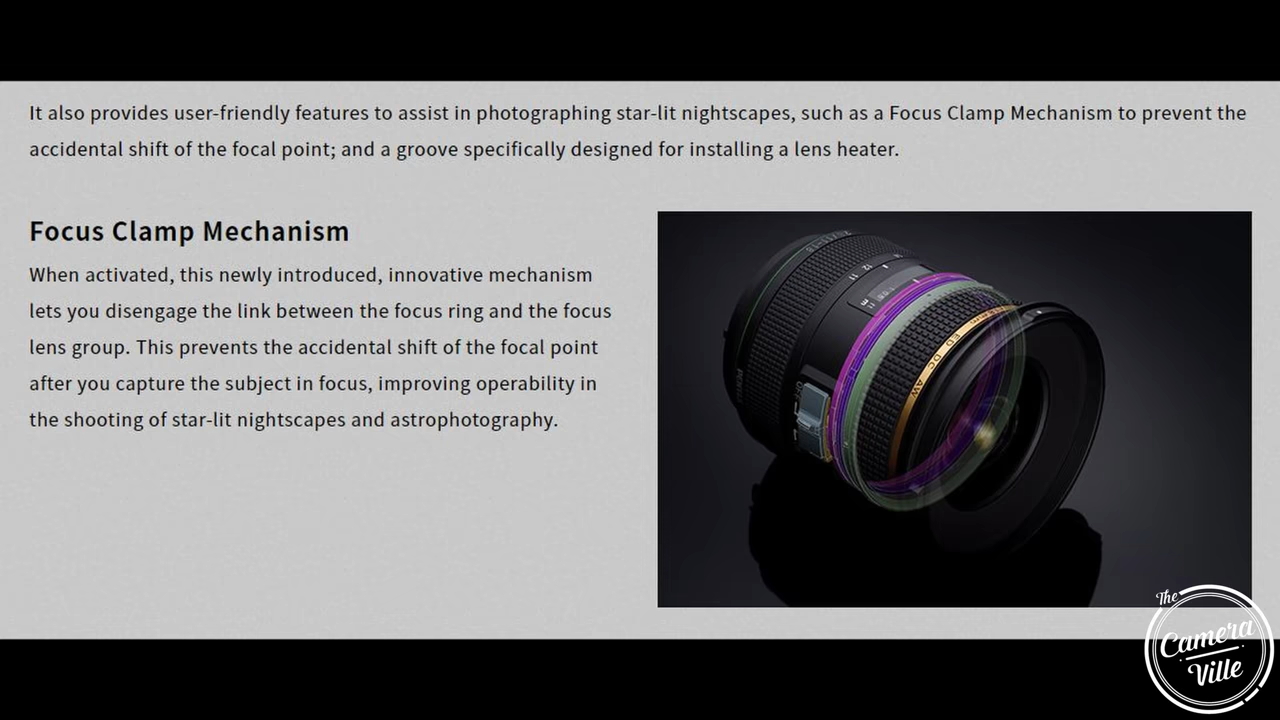 It also provides user-friendly features to assist in photographing star-lit nightscapes, such as a Focus Clamp Mechanism to prevent the
accidental shift of the focal point; and a groove specifically designed for installing a lens heater.
Focus Clamp Mechanism
When activated, this newly introduced, innovative mechanism
lets you disengage the link between the focus ring and the focus
lens group. This prevents the accidental shift of the focal point
after you capture the subject in focus, improving operability in
the shooting of star-lit nightscapes and astrophotography.
ED DC AW
The
Camera
Ville